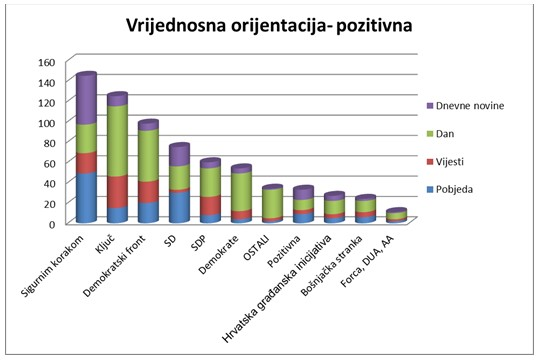 Vrijednosna orijentacija- pozitivna
160
140
120
100
80
60
40
20
0
Sigurnim korakom
Ključ
Demokratski front
SD
SDP
Demokrate
OSTALI
Pozitivna
Hrvatska građanska inicijativa
Bošnjačka stranka
Forca, DUA, AA
Dnevne novine
Dan
Vijesti
Pobjeda